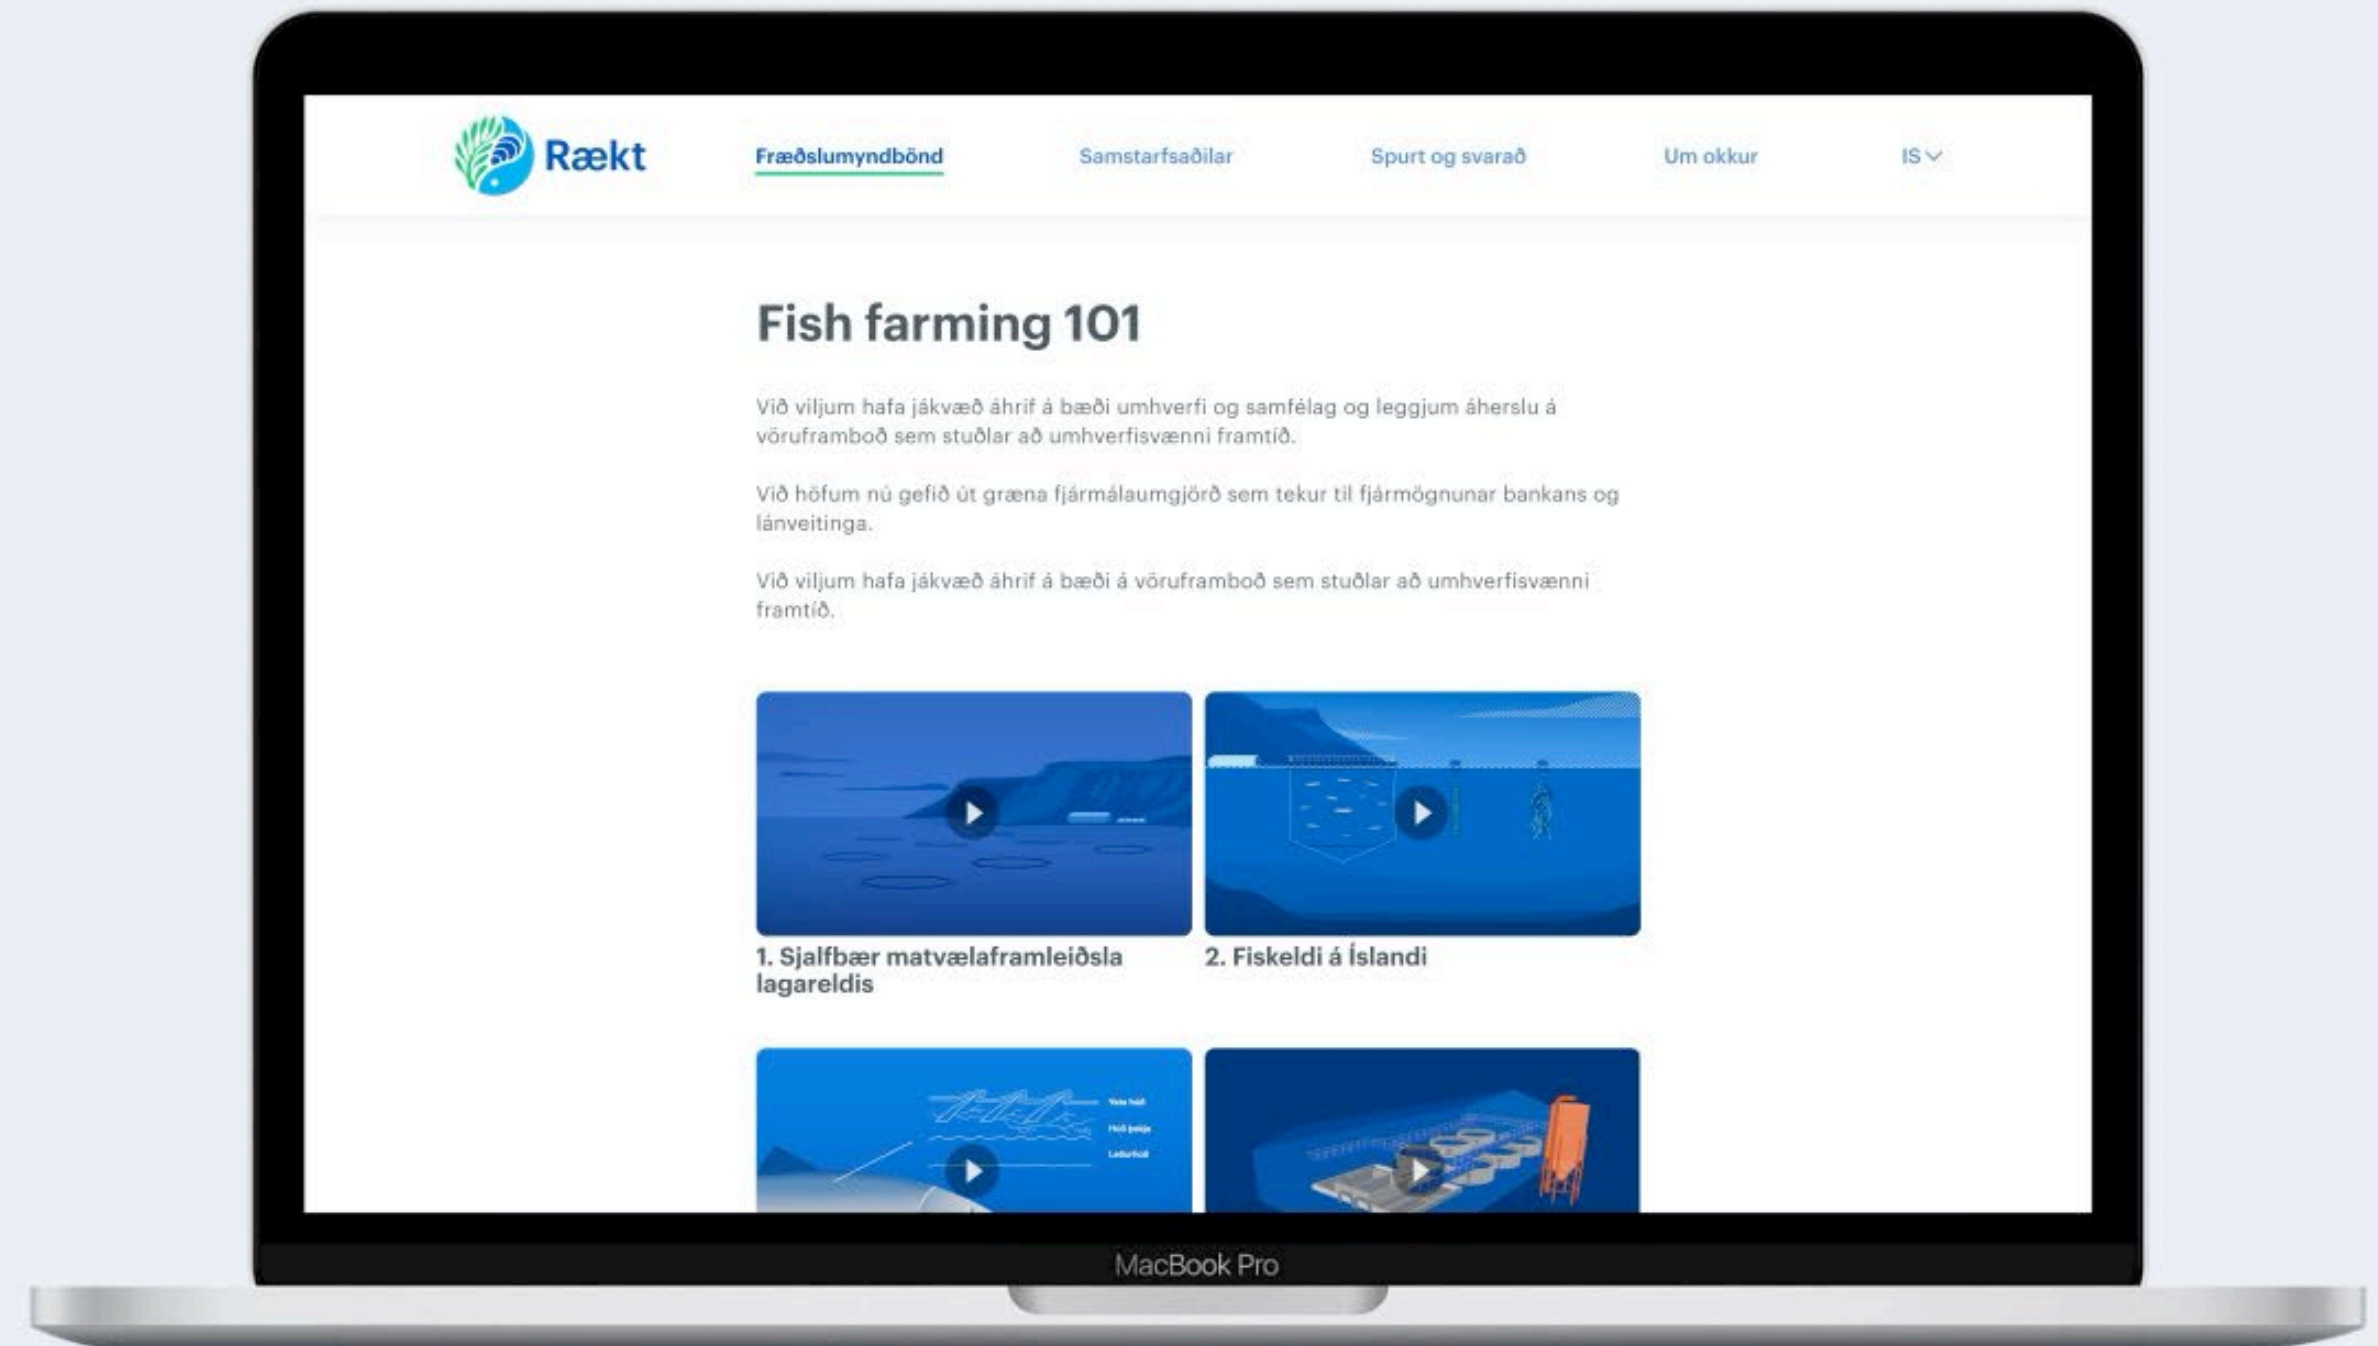 Rækt
Fræðslumyndbönd
Samstarfsaðilar
Spurt og svarað
Um okkur
IS
Fish farming 101
Við viljum hafa jákvæð áhrif á bæði umhverfi og samfélag og leggjum áherslu á
vöruframboð sem stuðlar að umhverfisvænni framtíð.
Við höfum nú gefið út græna fjármálaumgjörð sem tekur til fjármögnunar bankans og
lánveitinga.
Við viljum hafa jákvæð áhrif á bæði á vöruframboð sem stuðlar að umhverfisvænni
framtíð.
1. Sjalfbær matvælaframleiðsla
lagareldis
2. Fiskeldi á Íslandi
MacBook Pro